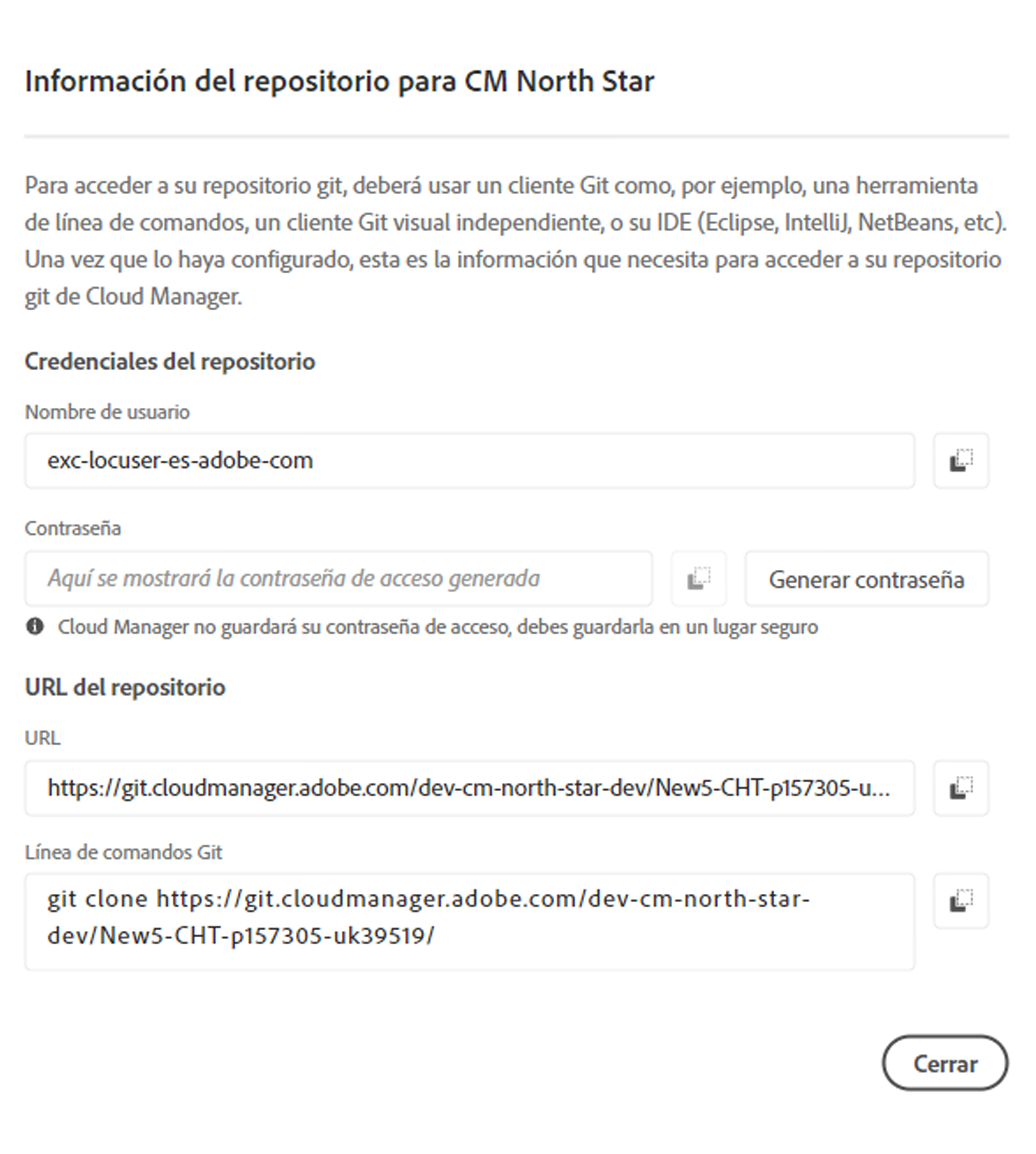 Información del repositorio para CM North Star
Para acceder a su repositorio git, deberá usar un cliente Git como, por ejemplo, una herramienta
de línea de comandos, un cliente Git visual independiente, o su IDE (Eclipse, IntelliJ, NetBeans, etc).
Una vez que lo haya configurado, esta es la información que necesita para acceder a su repositorio
git de Cloud Manager.
Credenciales del repositorio
Nombre de usuario
exc-locuser-es-adobe-com
Contraseña
Aquí se mostrará la contraseña de acceso generada
Generar contraseña
Cloud Manager no guardará su contraseña de acceso, debes guardarla en un lugar seguro
URL del repositorio
URL
https://git.cloudmanager.adobe.com/dev-cm-north-star-dev/New5-CHT-p157305-u...
Línea de comandos Git
git clone https://git.cloudmanager.adobe.com/dev-cm-north-star-
dev/New5-CHT-p157305-uk39519/
Cerrar